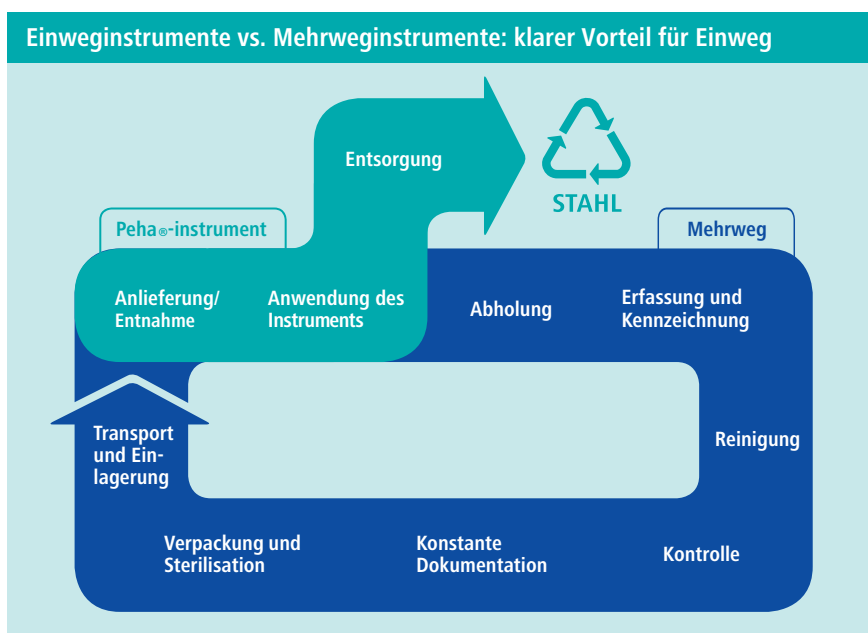 Einweginstrumente vs. Mehrweginstrumente: klarer Vorteil für Einweg
Entsorgung
STAHL
Peha®-instrument
Mehrweg
Anlieferung/
Entnahme
Anwendung des
Instruments
Abholung
Erfassung und
Kennzeichnung
Transport
und Ein-
lagerung
Reinigung
Verpackung und
Sterilisation
Konstante
Dokumentation
Kontrolle